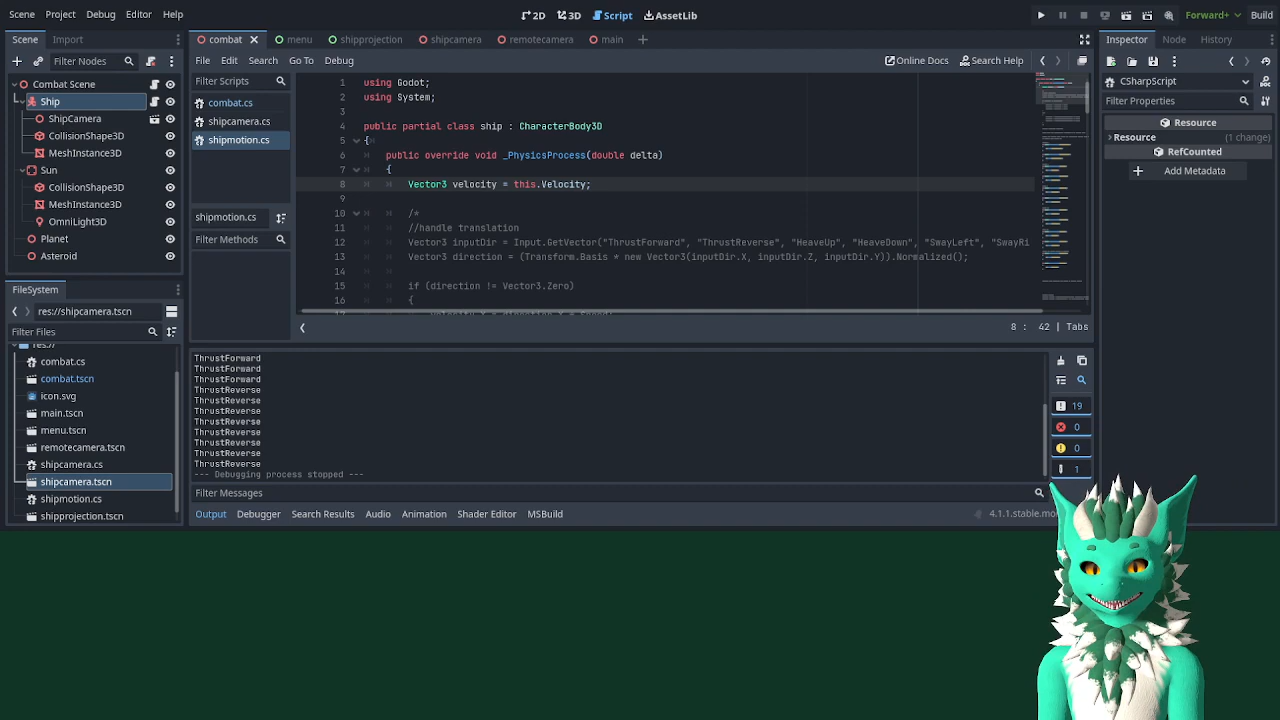 Scene Project Debug Editor Help
2D 3D Script AssetLib
Forward+ Build
Scene Import
Filter Nodes
Combat Scene
Ship
ShipCamera
CollisionShape3D
MeshInstance3D
Sun
CollisionShape3D
MeshInstance3D
OmniLight3D
Planet
Asteroid
FileSystem
res://shipcamera.tscn
Filter Files
res://
combat.cs
combat.tscn
icon.svg
main.tscn
menu.tscn
remotecamera.tscn
shipcamera.cs
shipcamera.tscn
shipmotion.cs
shipprojection.tscn
combat menu shipprojection shipcamera remotecamera main
File Edit Search Go To Debug
Online Docs Search Help
Filter Scripts
combat.cs
shipcamera.cs
shipmotion.cs
shipmotion.cs
Filter Methods
1 using Godot;
2 using System;
4 public partial class ship : CharacterBody3D
{
public override void _PhysicsProcess(double delta)
{
Vector3 velocity = this.Velocity;
10 /*
11 //handle translation
12 Vector3 inputDir = Input.GetVector("ThrustForward", "ThrustReverse", "HeaveUp", "HeaveDown", "SwayLeft", "SwayRi
13 Vector3 direction = (Transform.Basis * new Vector3(inputDir.X, inputDir.Z, inputDir.Y)).Normalized();
14
15 if (direction != Vector3.Zero)
16 {
8 : 42 | Tabs
ThrustForward
ThrustForward
ThrustForward
ThrustReverse
ThrustReverse
ThrustReverse
ThrustReverse
ThrustReverse
ThrustReverse
ThrustReverse
ThrustReverse
--- Debugging process stopped ---
Filter Messages
19
0
0
1
Output Debugger Search Results Audio Animation Shader Editor MSBuild
Inspector Node History
CSharpScript
Filter Properties
Resource
Resource (1 change)
RefCounted
Add Metadata